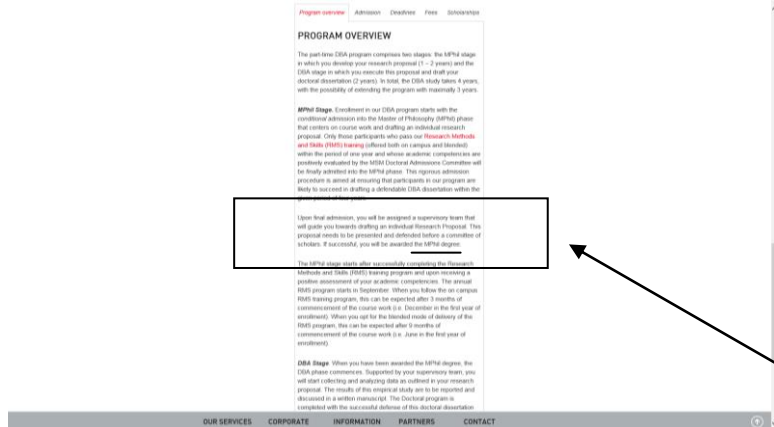 Program overview Admission Deadlines Fees Scholarships
PROGRAM OVERVIEW
The part-time DBA program comprises two stages: the MPhil stage
in which you develop your research proposal (1 – 2 years) and the
DBA stage in which you execute this proposal and draft your
doctoral dissertation (2 years). In total, the DBA study takes 4 years,
with the possibility of extending the program with maximally 3 years.
MPhil Stage. Enrollment in our DBA program starts with the
conditional admission into the Master of Philosophy (MPhil) phase
that centers on course work and drafting an individual research
proposal. Only those participants who pass our Research Methods
and Skills (RMS) training (offered both on campus and blended)
within the period of one year and whose academic competencies are
positively evaluated by the MSM Doctoral Admissions Committee will
be finally admitted into the MPhil phase. This rigorous admission
procedure is aimed at ensuring that participants in our program are
likely to succeed in drafting a defendable DBA dissertation within the
given period of four years.
Upon final admission, you will be assigned a supervisory team that
will guide you towards drafting an individual Research Proposal. This
proposal needs to be presented and defended before a committee of
scholars. If successful, you will be awarded the MPhil degree.
The MPhil stage starts after successfully completing the Research
Methods and Skills (RMS) training program and upon receiving a
positive assessment of your academic competencies. The annual
RMS program starts in September. When you follow the on campus
RMS training program, this can be expected after 3 months of
commencement of the course work (i.e. December in the first year of
enrollment). When you opt for the blended mode of delivery of the
RMS program, this can be expected after 9 months of
commencement of the course work (i.e. June in the first year of
enrollment).
DBA Stage. When you have been awarded the MPhil degree, the
DBA phase commences. Supported by your supervisory team, you
will start collecting and analyzing data as outlined in your research
proposal. The results of this empirical study are to be reported and
discussed in a written manuscript. The Doctoral program is
completed with the successful defense of this doctoral dissertation
OUR SERVICES CORPORATE INFORMATION PARTNERS CONTACT